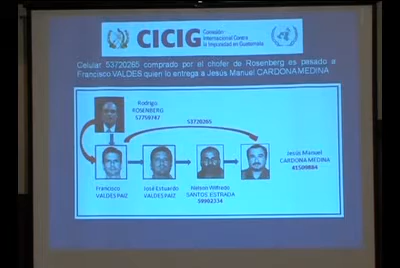 CICIG
Comisión
Internacional Contra
la Impunidad en Guatemala
Celular 53720265 comprado por el chofer de Rosenberg es pasado a
Francisco VALDES quien lo entrega a Jesús Manuel CARDONA MEDINA
Rodrigo
ROSENBERG
57759747
53720265
Jesús Manuel
CARDONA MEDINA
41509884
Francisco
VALDES PAIZ
José Estuardo
VALDES PAIZ
Nelson Wilfredo
SANTOS ESTRADA
59902374